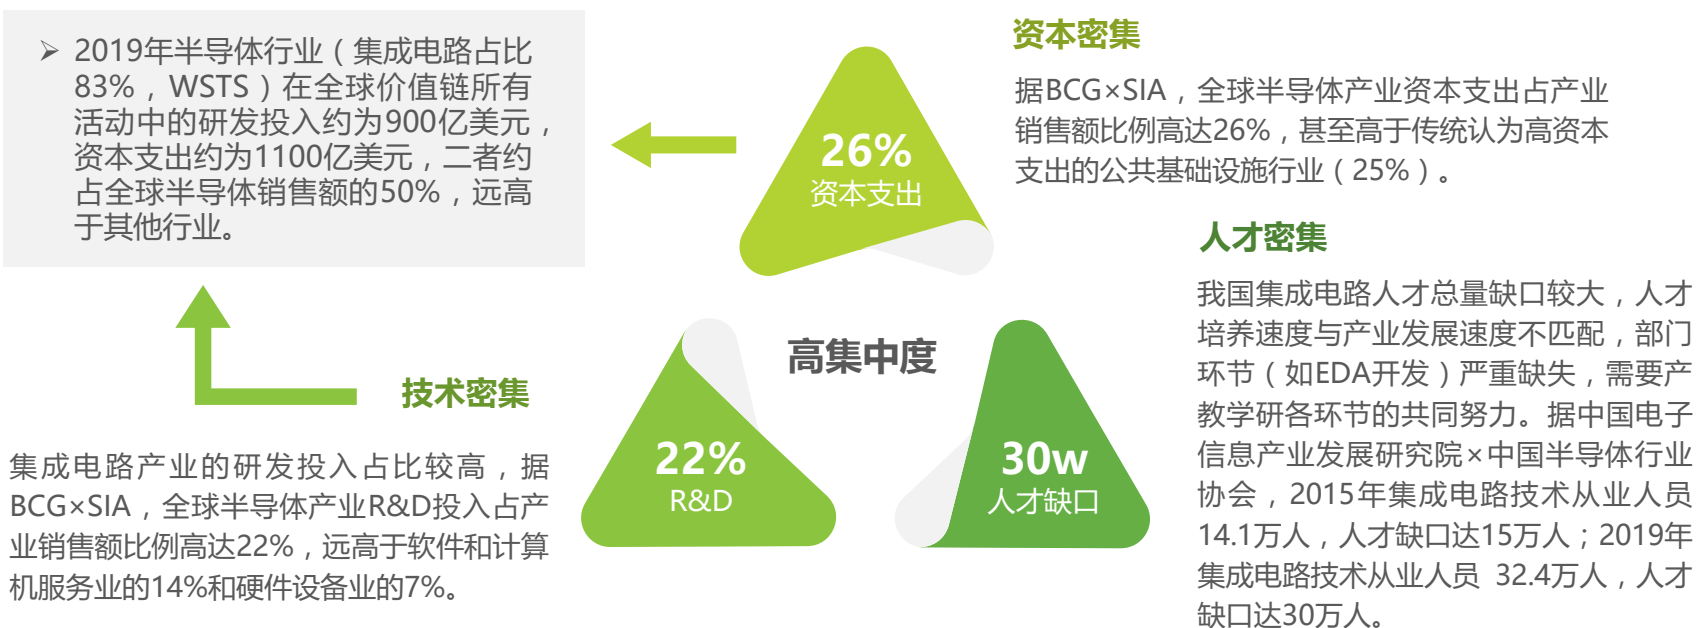 ➢ 2019年半导体行业（集成电路占比
83%，WSTS）在全球价值链所有
活动中的研发投入约为900亿美元，
资本支出约为1100亿美元，二者约
占全球半导体销售额的50%，远高
于其他行业。
26%
资本支出
资本密集
据BCG×SIA，全球半导体产业资本支出占产业
销售额比例高达26%，甚至高于传统认为高资本
支出的公共基础设施行业（25%）。
人才密集
我国集成电路人才总量缺口较大，人才
培养速度与产业发展速度不匹配，部门
环节（如EDA开发）严重缺失，需要产
教学研各环节的共同努力。据中国电子
信息产业发展研究院×中国半导体行业
协会，2015年集成电路技术从业人员
14.1万人，人才缺口达15万人；2019年
集成电路技术从业人员 32.4万人，人才
缺口达30万人。
高集中度
技术密集
集成电路产业的研发投入占比较高，据
BCG×SIA，全球半导体产业R&D投入占产
业销售额比例高达22%，远高于软件和计算
机服务业的14%和硬件设备业的7%。
22%
R&D
30w
人才缺口